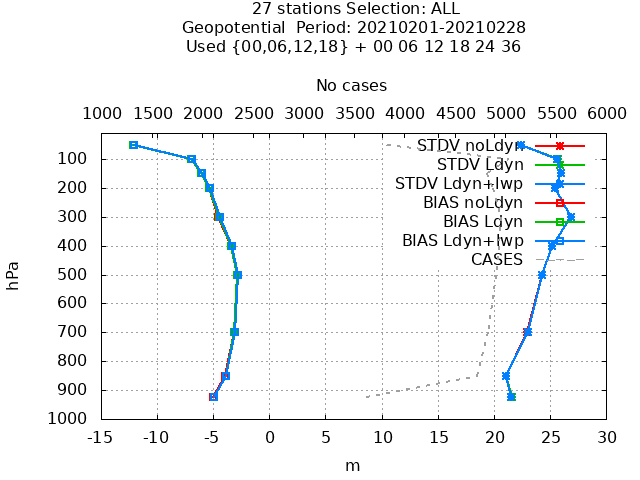 27 stations Selection: ALL
Geopotential  Period: 20210201-20210228
Used {00,06,12,18} + 00 06 12 18 24 36
No cases
1000 1500 2000 2500 3000 3500 4000 4500 5000 5500 6000
STDV noLdyn
100
STDV Ldyn
STDV Ldyn+lwp
200
BIAS noLdyn
300
BIAS Ldyn
BIAS Ldyn+lwp
400
CASES
500
hPa
600
700
800
900
1000
-15 -10 -5 0 5 10 15 20 25 30
m